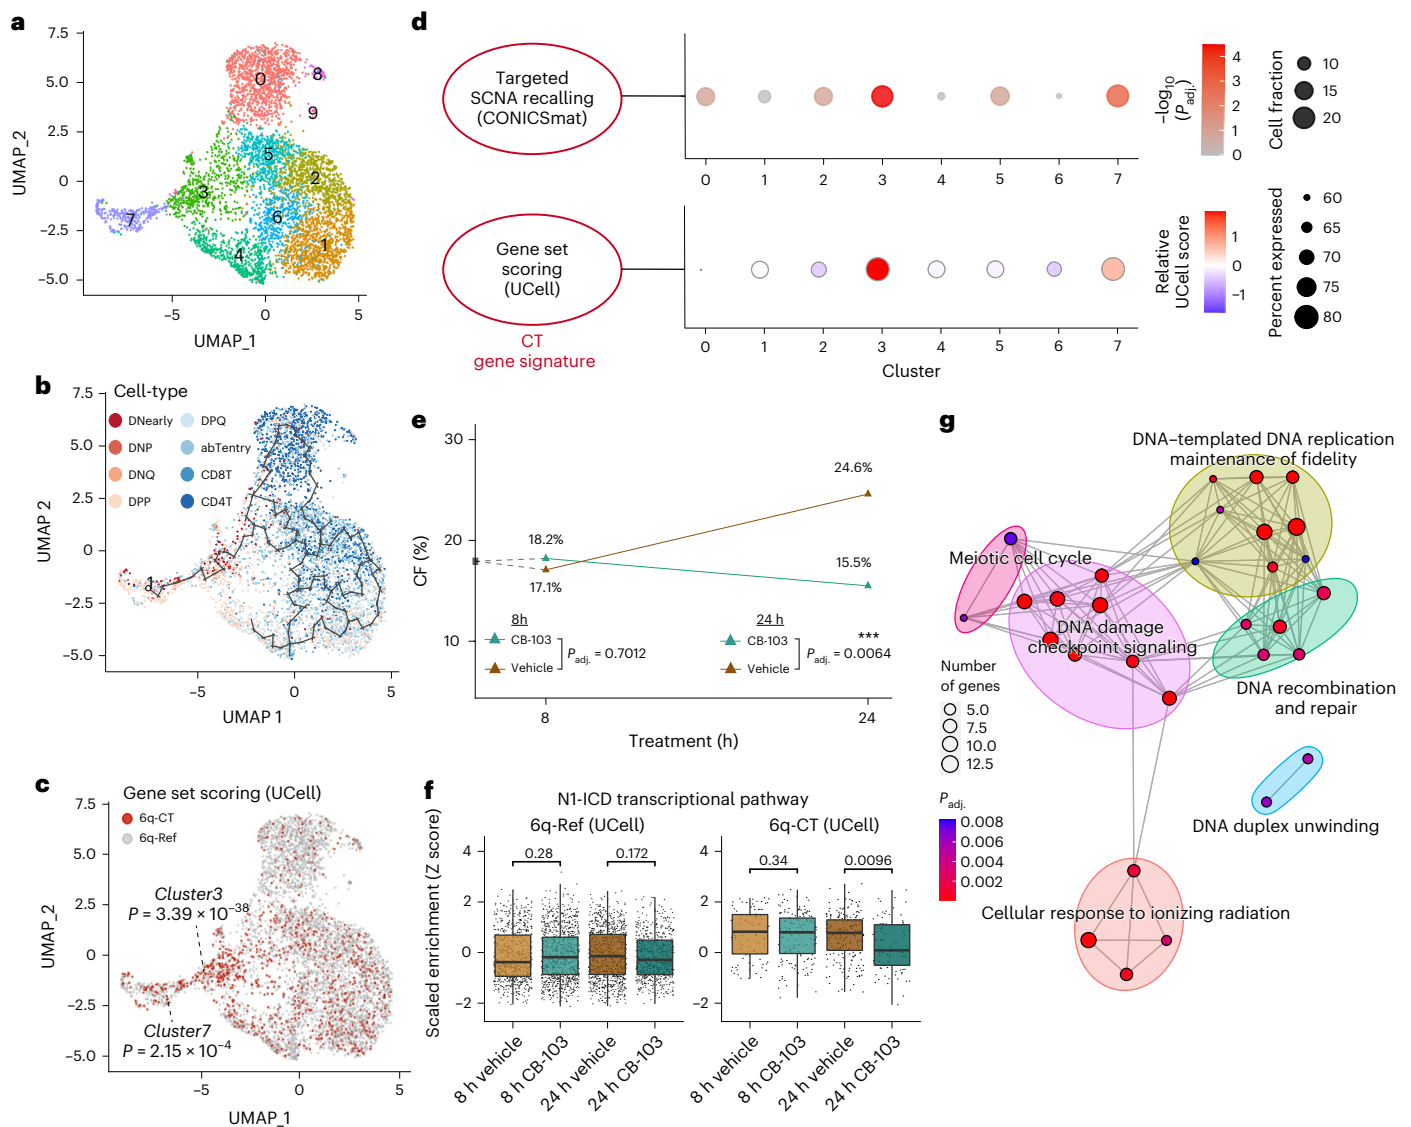 a
7.5
5.0
2.5
0
−2.5
−5.0
UMAP_2
−5
0
5
UMAP_1
0
8
9
5
2
3
7
6
1
4
b
Cell-type
DNearly
DPQ
DNP
abTentry
DNQ
CD8T
DPP
CD4T
7.5
5.0
2.5
0
−2.5
−5.0
UMAP 2
1
−5
0
5
UMAP 1
c
Gene set scoring (UCell)
6q-CT
6q-Ref
7.5
5.0
2.5
0
−2.5
−5.0
UMAP_2
Cluster3
P = 3.39 × 10⁻³⁸
Cluster7
P = 2.15 × 10⁻⁴
−5
0
5
UMAP_1
d
Targeted
SCNA recalling
(CONICSmat)
0 1 2 3 4 5 6 7
−log10
(Padj.)
4
3
2
1
0
Cell fraction
10
15
20
Gene set
scoring
(UCell)
CT
gene signature
0 1 2 3 4 5 6 7
Cluster
Relative
UCell score
1
0
−1
Percent expressed
60
65
70
75
80
e
CF (%)
30
20
10
18.2%
17.1%
24.6%
15.5%
8h
CB-103
Vehicle
Padj. = 0.7012
24 h
CB-103
Vehicle
***
Padj. = 0.0064
8
24
Treatment (h)
f
N1-ICD transcriptional pathway
6q-Ref (UCell)
6q-CT (UCell)
Scaled enrichment (Z score)
4
2
0
−2
0.28
0.172
8 h vehicle
8 h CB-103
24 h vehicle
24 h CB-103
4
2
0
−2
0.34
0.0096
8 h vehicle
8 h CB-103
24 h vehicle
24 h CB-103
g
DNA–templated DNA replication
maintenance of fidelity
Meiotic cell cycle
DNA damage
checkpoint signaling
DNA recombination
and repair
DNA duplex unwinding
Cellular response to ionizing radiation
Number
of genes
5.0
7.5
10.0
12.5
Padj.
0.008
0.006
0.004
0.002